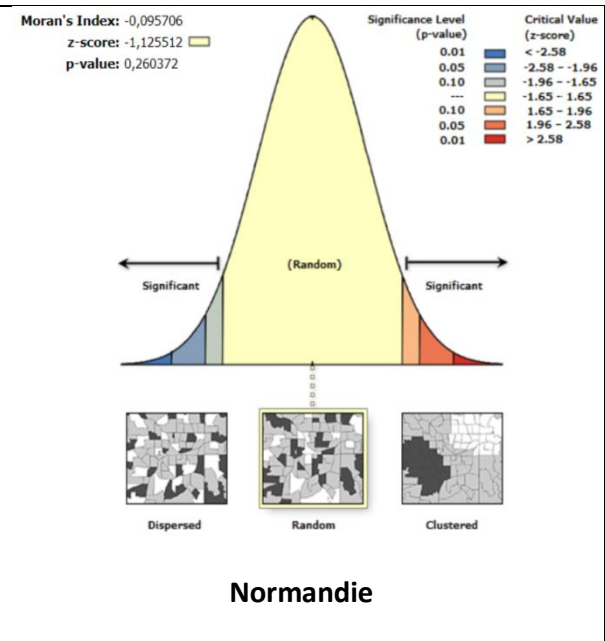 Moran's Index: -0,095706
z-score: -1,125512
p-value: 0,260372
Significance Level
(p-value)
Critical Value
(z-score)
0.01 < -2.58
0.05 -2.58 – -1.96
0.10 -1.96 – -1.65
--- -1.65 – 1.65
0.10 1.65 – 1.96
0.05 1.96 – 2.58
0.01 > 2.58
(Random)
Significant
Significant
Dispersed
Random
Clustered
Normandie